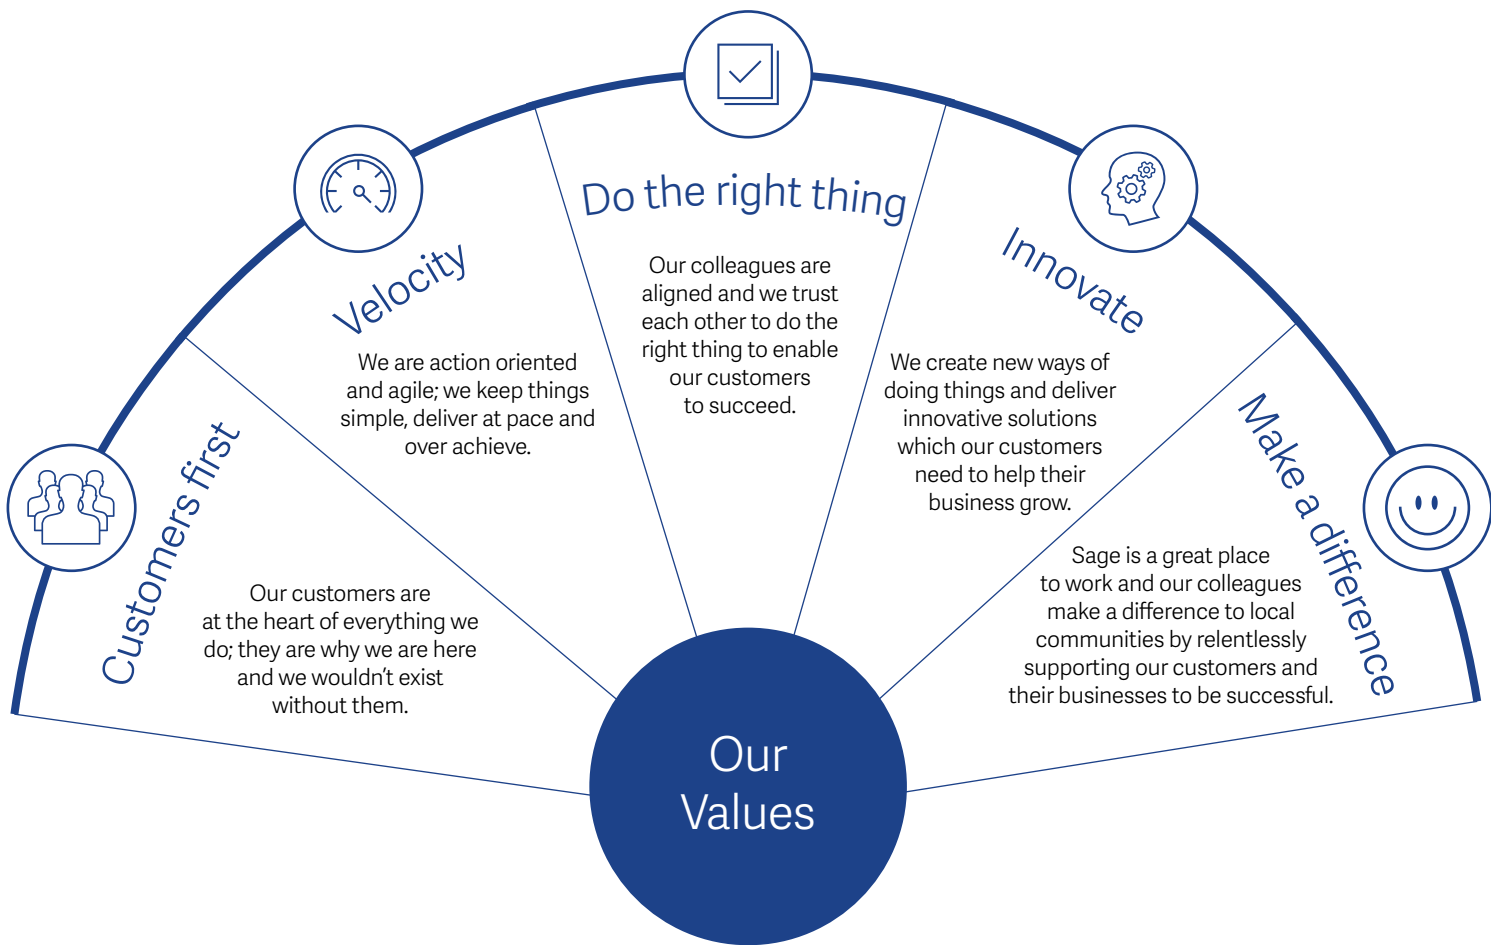 Customers first
Our customers are
at the heart of everything we
do; they are why we are here
and we wouldn’t exist
without them.
Velocity
We are action oriented
and agile; we keep things
simple, deliver at pace and
over achieve.
Do the right thing
Our colleagues are
aligned and we trust
each other to do the
right thing to enable
our customers
to succeed.
Innovate
We create new ways of
doing things and deliver
innovative solutions
which our customers
need to help their
business grow.
Make a difference
Sage is a great place
to work and our colleagues
make a difference to local
communities by relentlessly
supporting our customers and
their businesses to be successful.
Our
Values